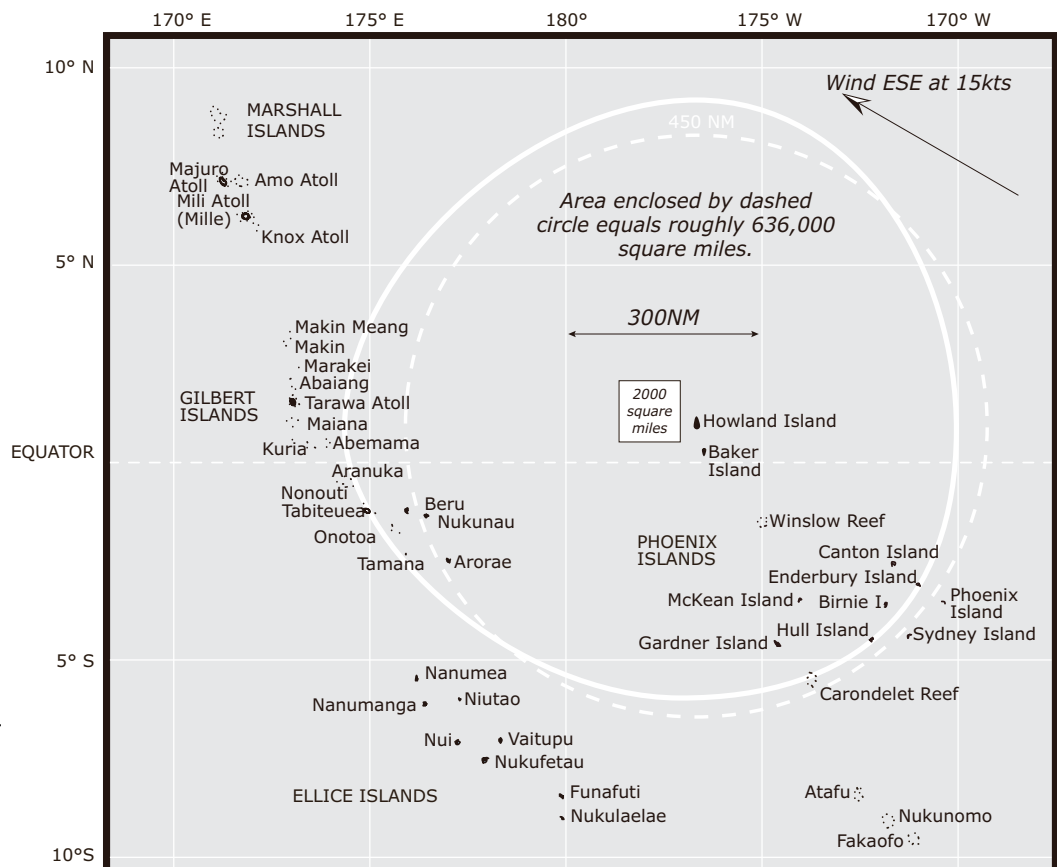 170° E 175° E 180° 175° W 170° W
10° N
Wind ESE at 15kts
MARSHALL
ISLANDS
450 NM
Majuro
Atoll
Amo Atoll
Mili Atoll
(Mille)
Knox Atoll
Area enclosed by dashed
circle equals roughly 636,000
square miles.
5° N
300NM
Makin Meang
Makin
Marakei
Abaiang
GILBERT
ISLANDS
Tarawa Atoll
Maiana
Kuria
Abemama
2000
square
miles
Howland Island
Baker
Island
EQUATOR
Aranuka
Nonouti
Tabiteuea
Beru
Nukunau
Onotoa
Tamana
Arorae
Winslow Reef
PHOENIX
ISLANDS
Canton Island
Enderbury Island
McKean Island
Birnie I.
Phoenix
Island
Gardner Island
Hull Island
Sydney Island
5° S
Carondelet Reef
Nanumea
Nanumanga
Niutao
Nui
Vaitupu
Nukufetau
ELLICE ISLANDS
Funafuti
Nukulaelae
Atafu
Nukunomo
Fakaofo
10°S